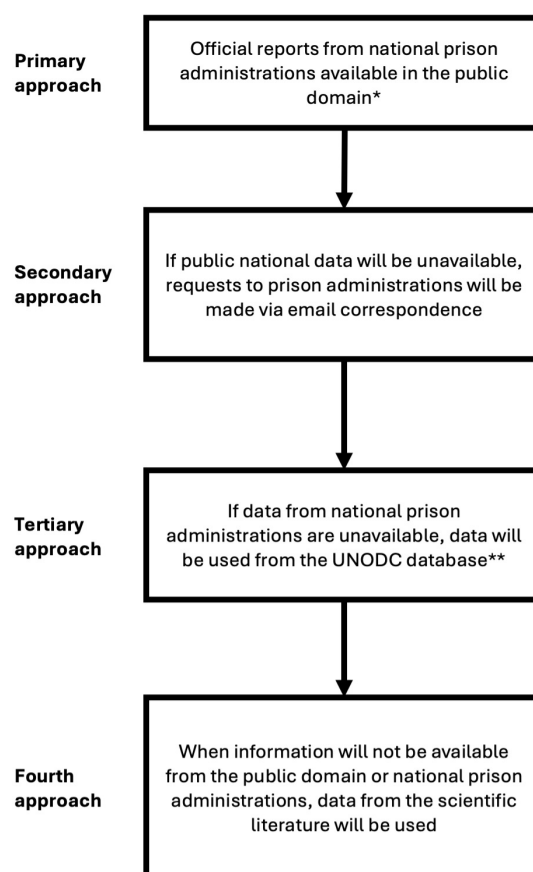 Primary
approach
Official reports from national prison
administrations available in the public
domain*
Secondary
approach
If public national data will be unavailable,
requests to prison administrations will be
made via email correspondence
Tertiary
approach
If data from national prison
administrations are unavailable, data will
be used from the UNODC database**
Fourth
approach
When information will not be available
from the public domain or national prison
administrations, data from the scientific
literature will be used